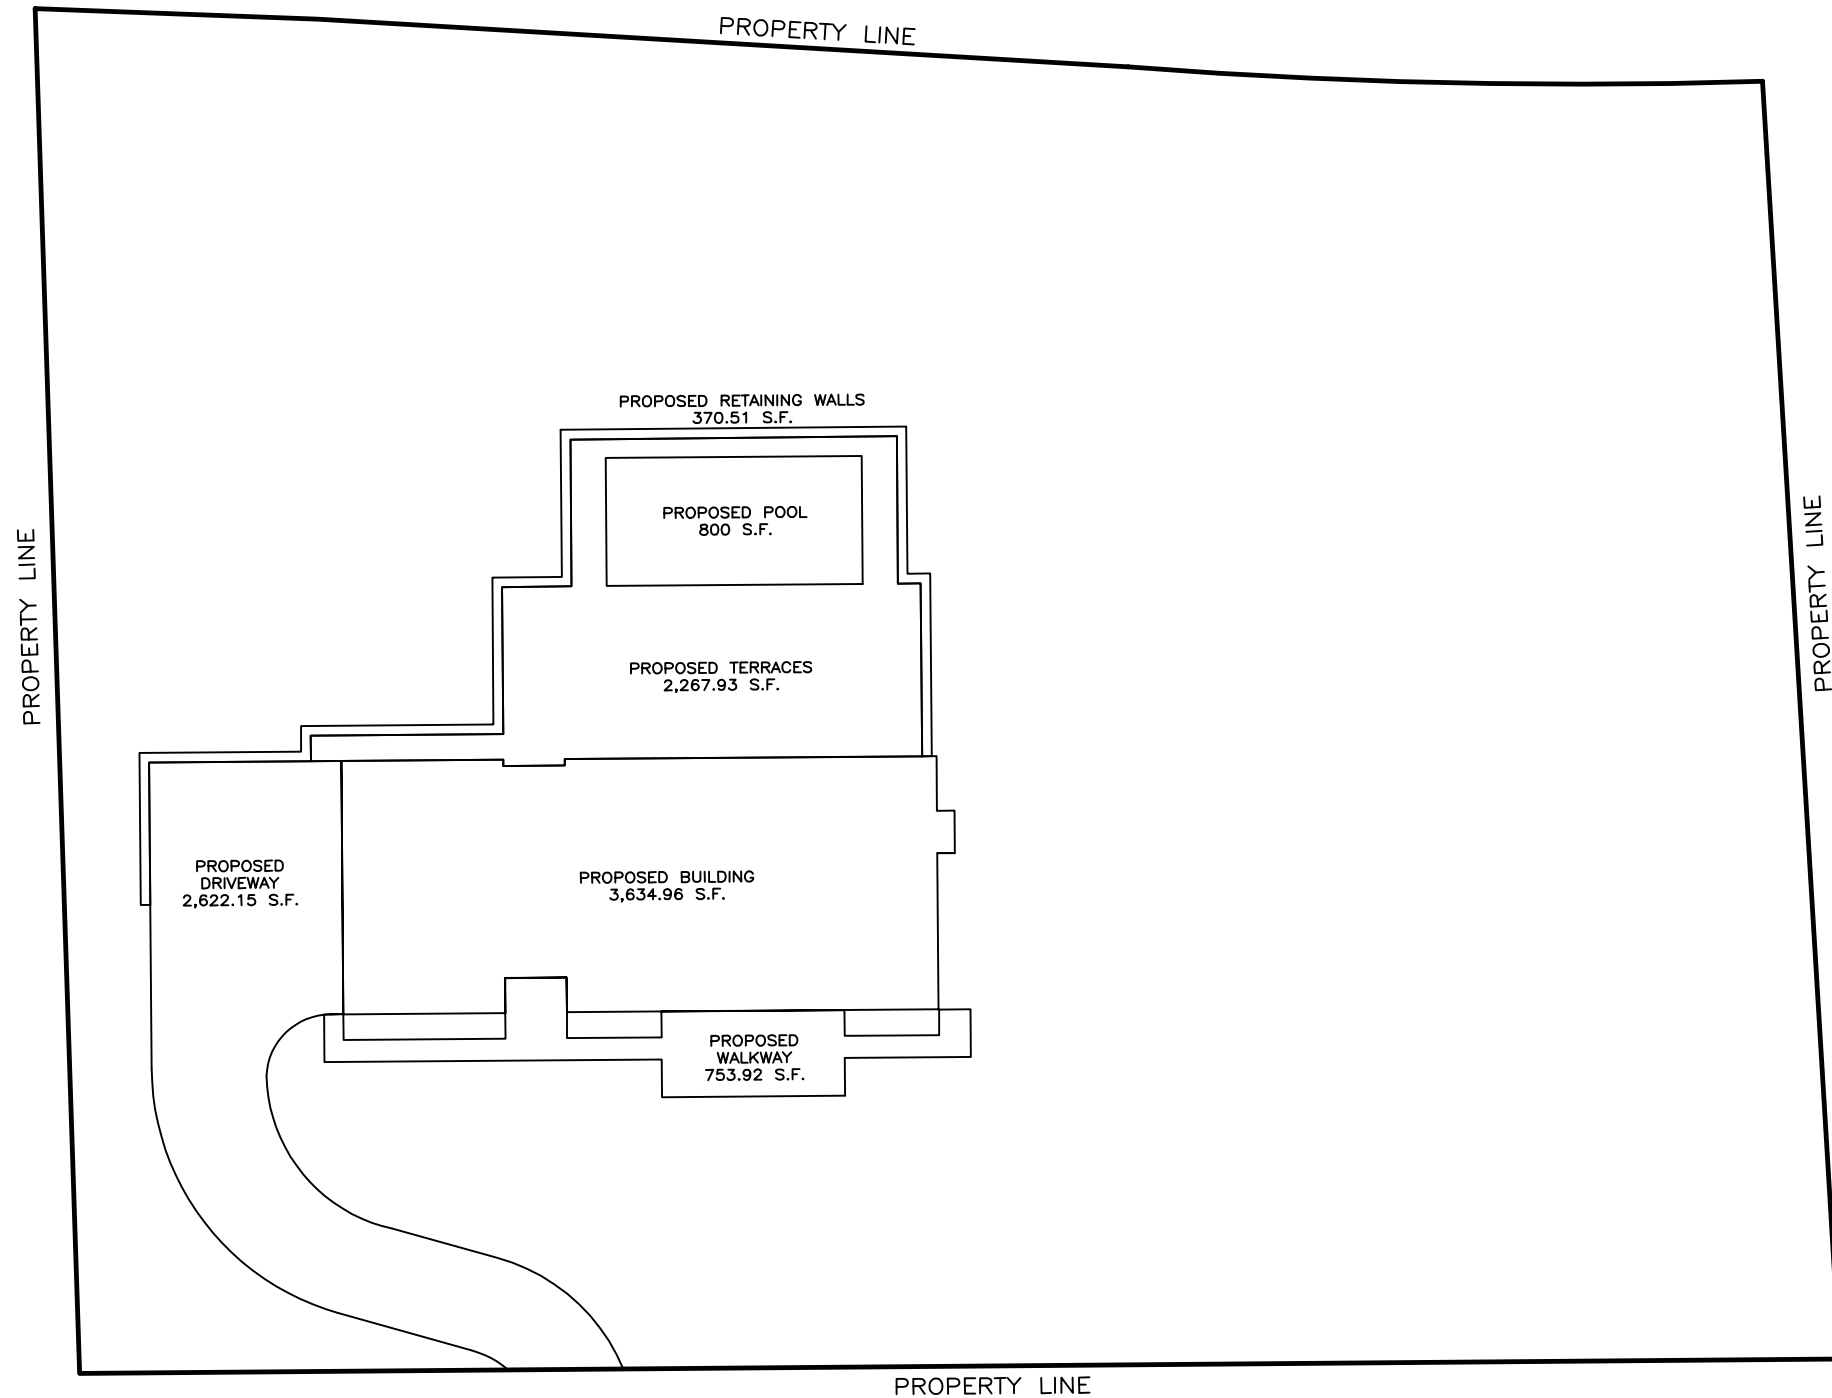 PROPERTY LINE
PROPOSED RETAINING WALLS
370.51 S.F.
PROPOSED POOL
800 S.F.
PROPERTY LINE
PROPERTY LINE
PROPOSED TERRACES
2,267.93 S.F.
PROPOSED
DRIVEWAY
2,622.15 S.F.
PROPOSED BUILDING
3,634.96 S.F.
PROPOSED
WALKWAY
753.92 S.F.
PROPERTY LINE